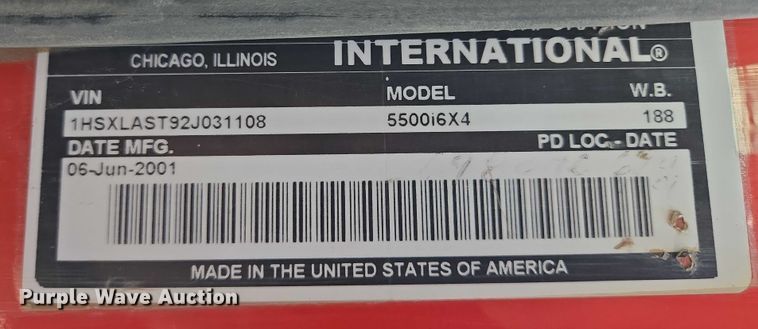 CORPORATION
CHICAGO, ILLINOIS INTERNATIONAL®
VIN MODEL W.B.
1HSXLAST92J031108 5500i6X4 188
DATE MFG. PD LOC.- DATE
06-Jun-2001
MADE IN THE UNITED STATES OF AMERICA
Purple Wave Auction